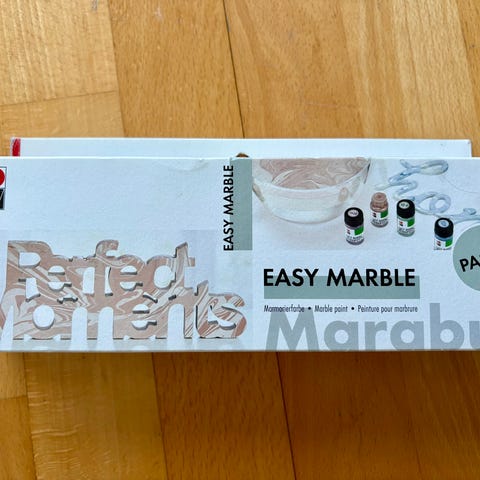 EASY MARBLE
Perfect
Moments
EASY MARBLE
Marmorierfarbe • Marble paint • Peinture pour marbrure
Marabu
PA